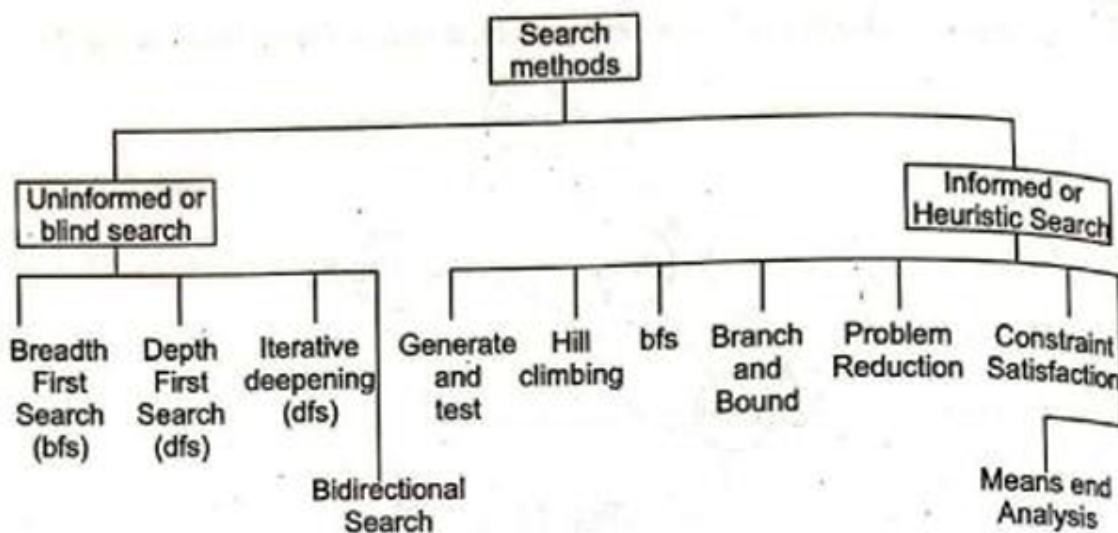 Search
methods
Uninformed or
blind search
Informed or
Heuristic Search
Breadth
First
Search
(bfs)
Depth
First
Search
(dfs)
Iterative
deepening
(dfs)
Bidirectional
Search
Generate
and
test
Hill
climbing
bfs
Branch
and
Bound
Problem
Reduction
Constraint
Satisfaction
Means end
Analysis